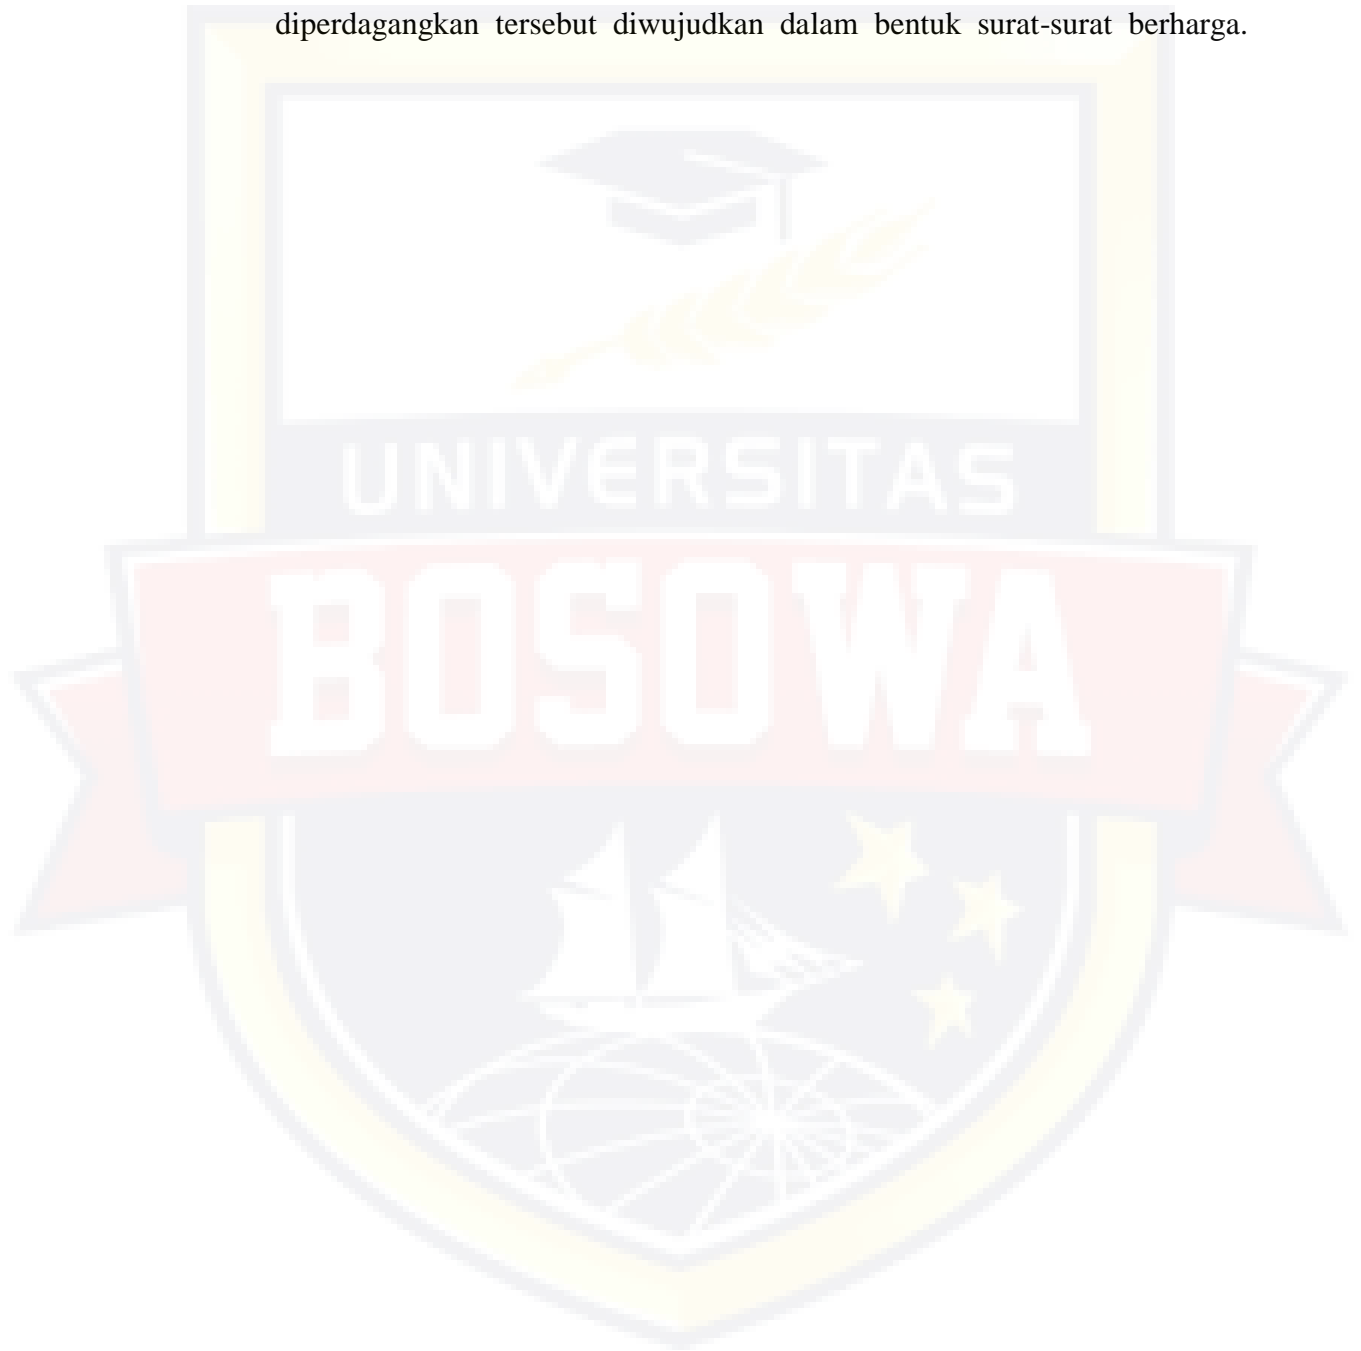 diperdagangkan tersebut diwujudkan dalam bentuk surat-surat berharga.
UNIVERSITAS
BOSOWA